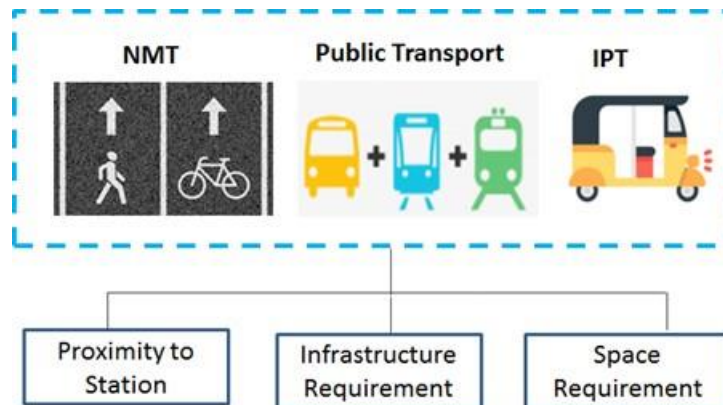 NMT
Public Transport
IPT
+
+
Proximity to
Station
Infrastructure
Requirement
Space
Requirement